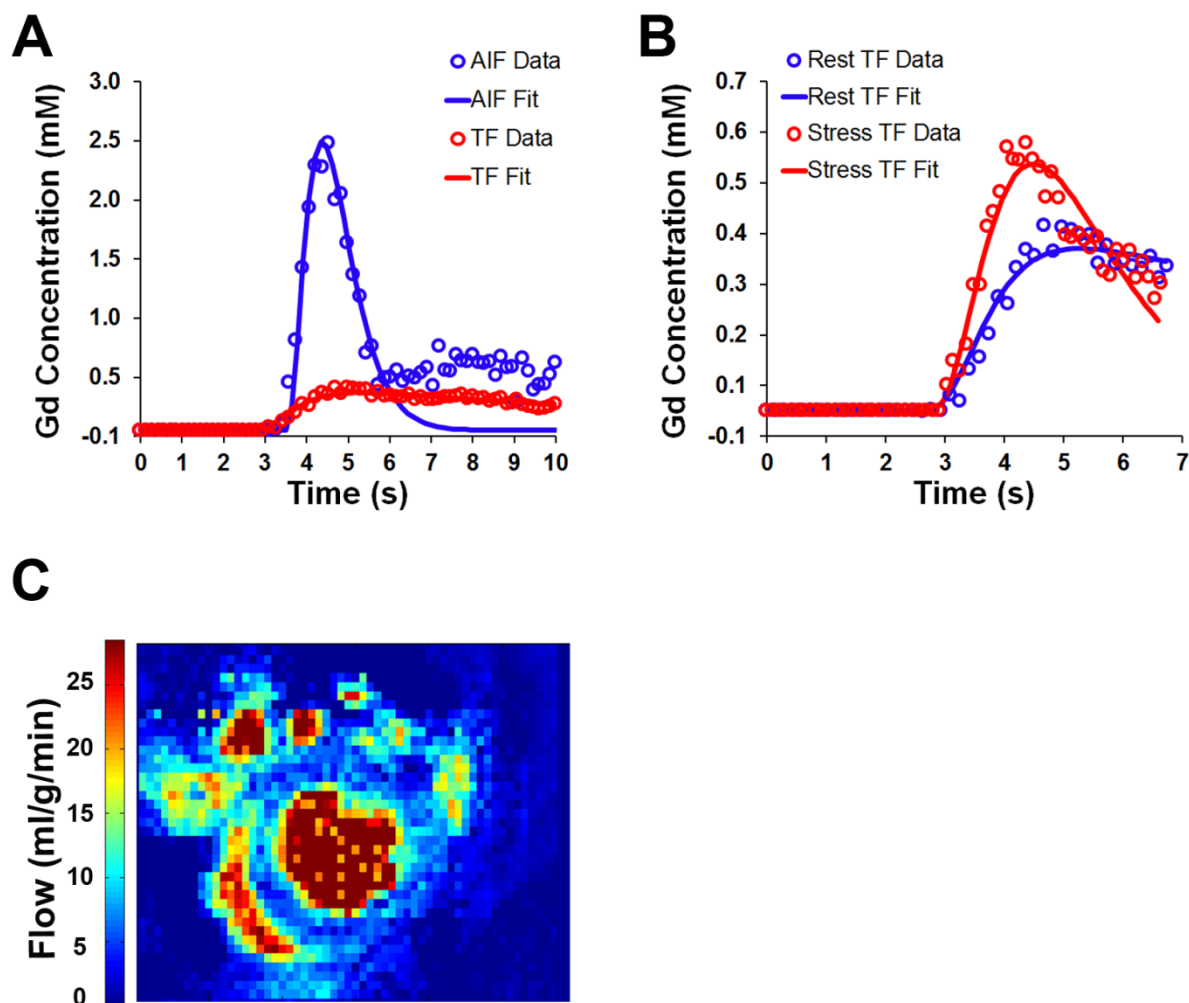 A
Gd Concentration (mM)
3.0
2.5
2.0
1.5
1.0
0.5
-0.1
AIF Data
AIF Fit
TF Data
TF Fit
0 1 2 3 4 5 6 7 8 9 10
Time (s)
B
Gd Concentration (mM)
0.7
0.6
0.5
0.4
0.3
0.2
0.1
-0.1
Rest TF Data
Rest TF Fit
Stress TF Data
Stress TF Fit
0 1 2 3 4 5 6 7
Time (s)
C
Flow (ml/g/min)
25
20
15
10
5
0